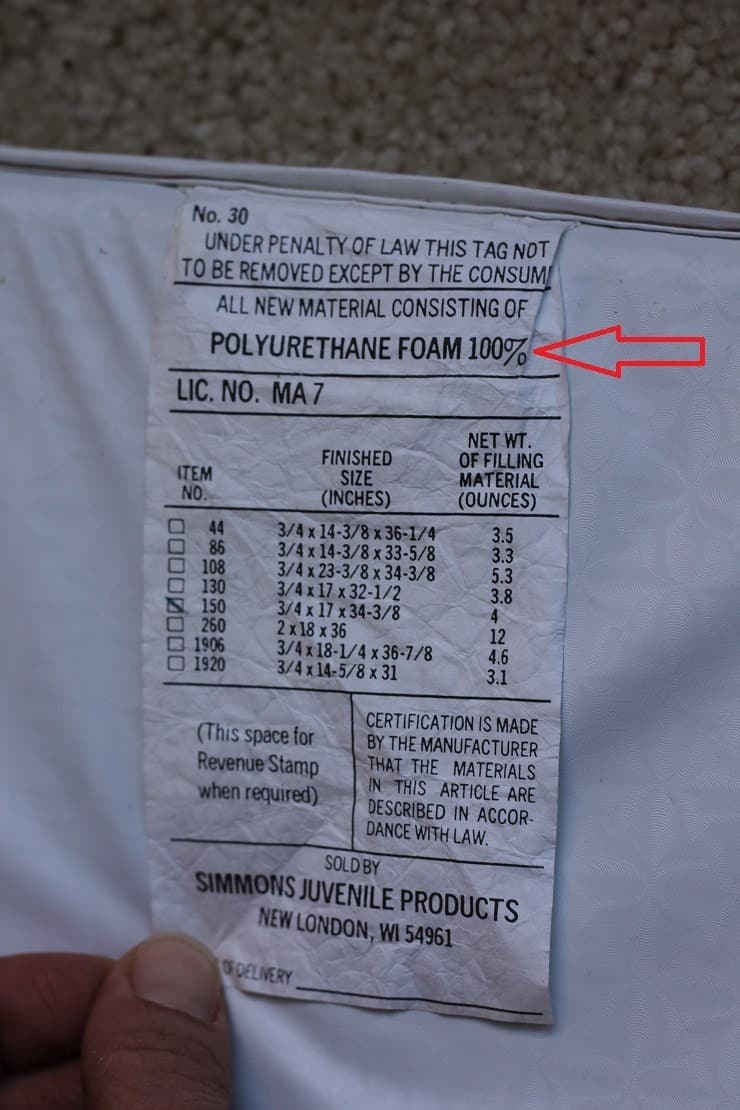 No. 30
UNDER PENALTY OF LAW THIS TAG NOT
TO BE REMOVED EXCEPT BY THE CONSUM
ALL NEW MATERIAL CONSISTING OF
POLYURETHANE FOAM 100%
LIC. NO. MA 7
ITEM NO. FINISHED SIZE (INCHES) NET WT. OF FILLING MATERIAL (OUNCES)
44 3/4 x 14-3/8 x 36-1/4 3.5
86 3/4 x 14-3/8 x 33-5/8 3.3
108 3/4 x 23-3/8 x 34-3/8 5.3
130 3/4 x 17 x 32-1/2 3.8
150 3/4 x 17 x 34-3/8 4
260 2 x 18 x 36 12
1906 3/4 x 18-1/4 x 36-7/8 4.6
1920 3/4 x 14-5/8 x 31 3.1
(This space for
Revenue Stamp
when required)
CERTIFICATION IS MADE
BY THE MANUFACTURER
THAT THE MATERIALS
IN THIS ARTICLE ARE
DESCRIBED IN ACCOR-
DANCE WITH LAW.
SOLD BY
SIMMONS JUVENILE PRODUCTS
NEW LONDON, WI 54961
OF DELIVERY